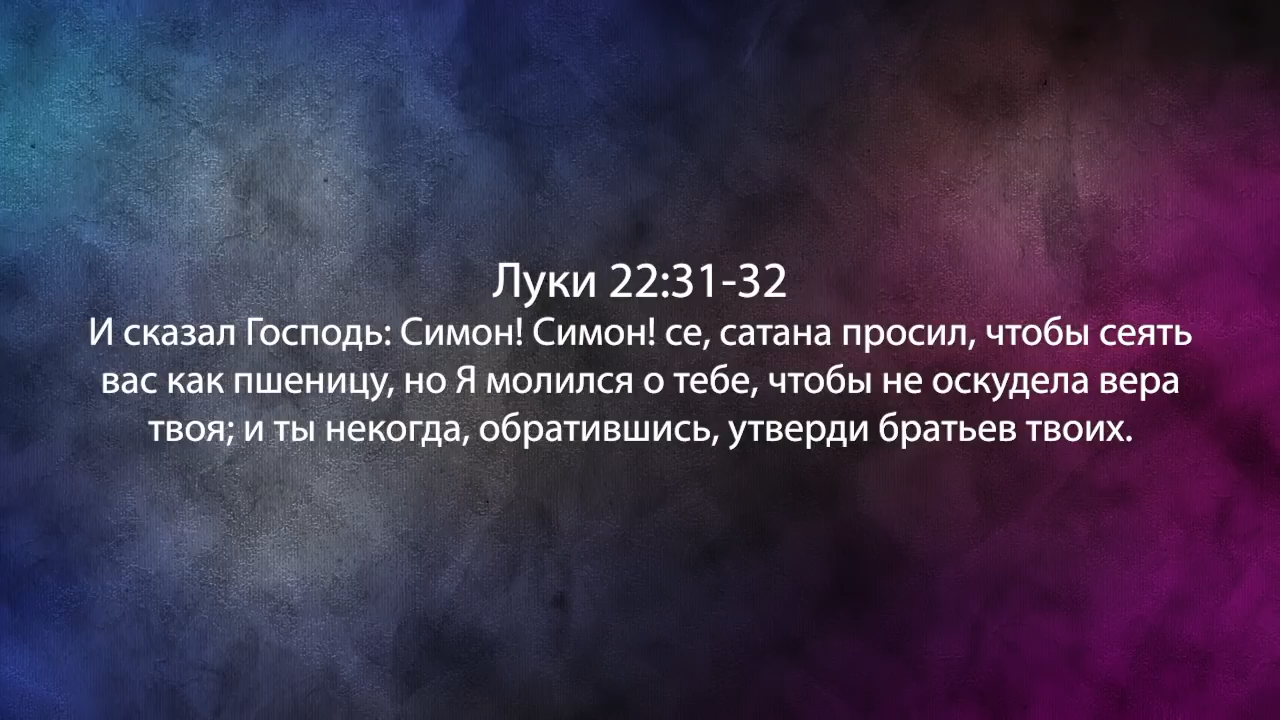 Луки 22:31-32
И сказал Господь: Симон! Симон! се, сатана просил, чтобы сеять
вас как пшеницу, но Я молился о тебе, чтобы не оскудела вера
твоя; и ты некогда, обратившись, утверди братьев твоих.